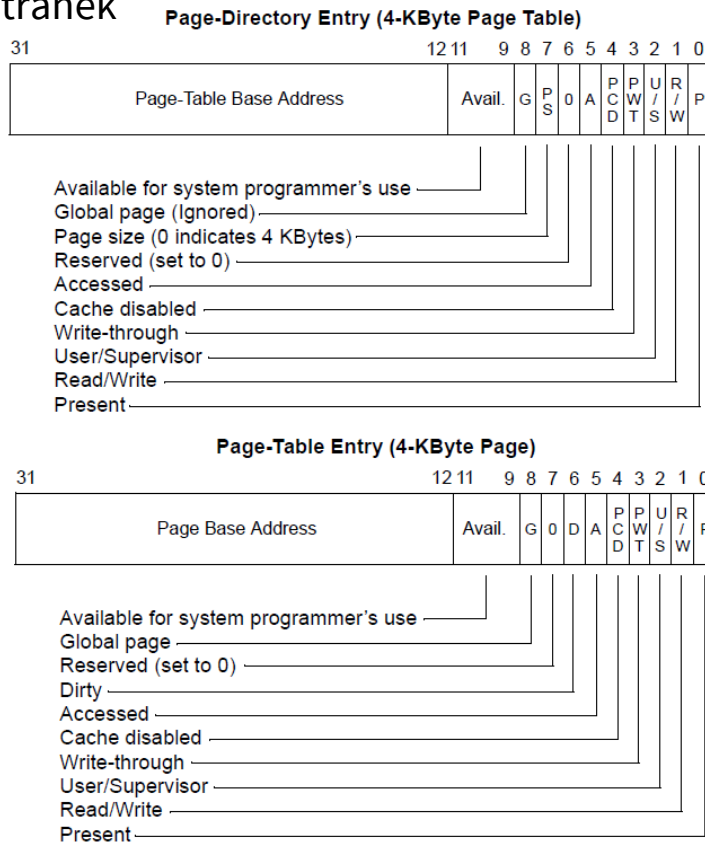 tránek
Page-Directory Entry (4-KByte Page Table)
31 12 11 9 8 7 6 5 4 3 2 1 0
Page-Table Base Address Avail. G PS 0 A PCD PWT U/S R/W P
Available for system programmer's use
Global page (Ignored)
Page size (0 indicates 4 KBytes)
Reserved (set to 0)
Accessed
Cache disabled
Write-through
User/Supervisor
Read/Write
Present
Page-Table Entry (4-KByte Page)
31 12 11 9 8 7 6 5 4 3 2 1 0
Page Base Address Avail. G 0 D A PCD PWT U/S R/W P
Available for system programmer's use
Global page
Reserved (set to 0)
Dirty
Accessed
Cache disabled
Write-through
User/Supervisor
Read/Write
Present